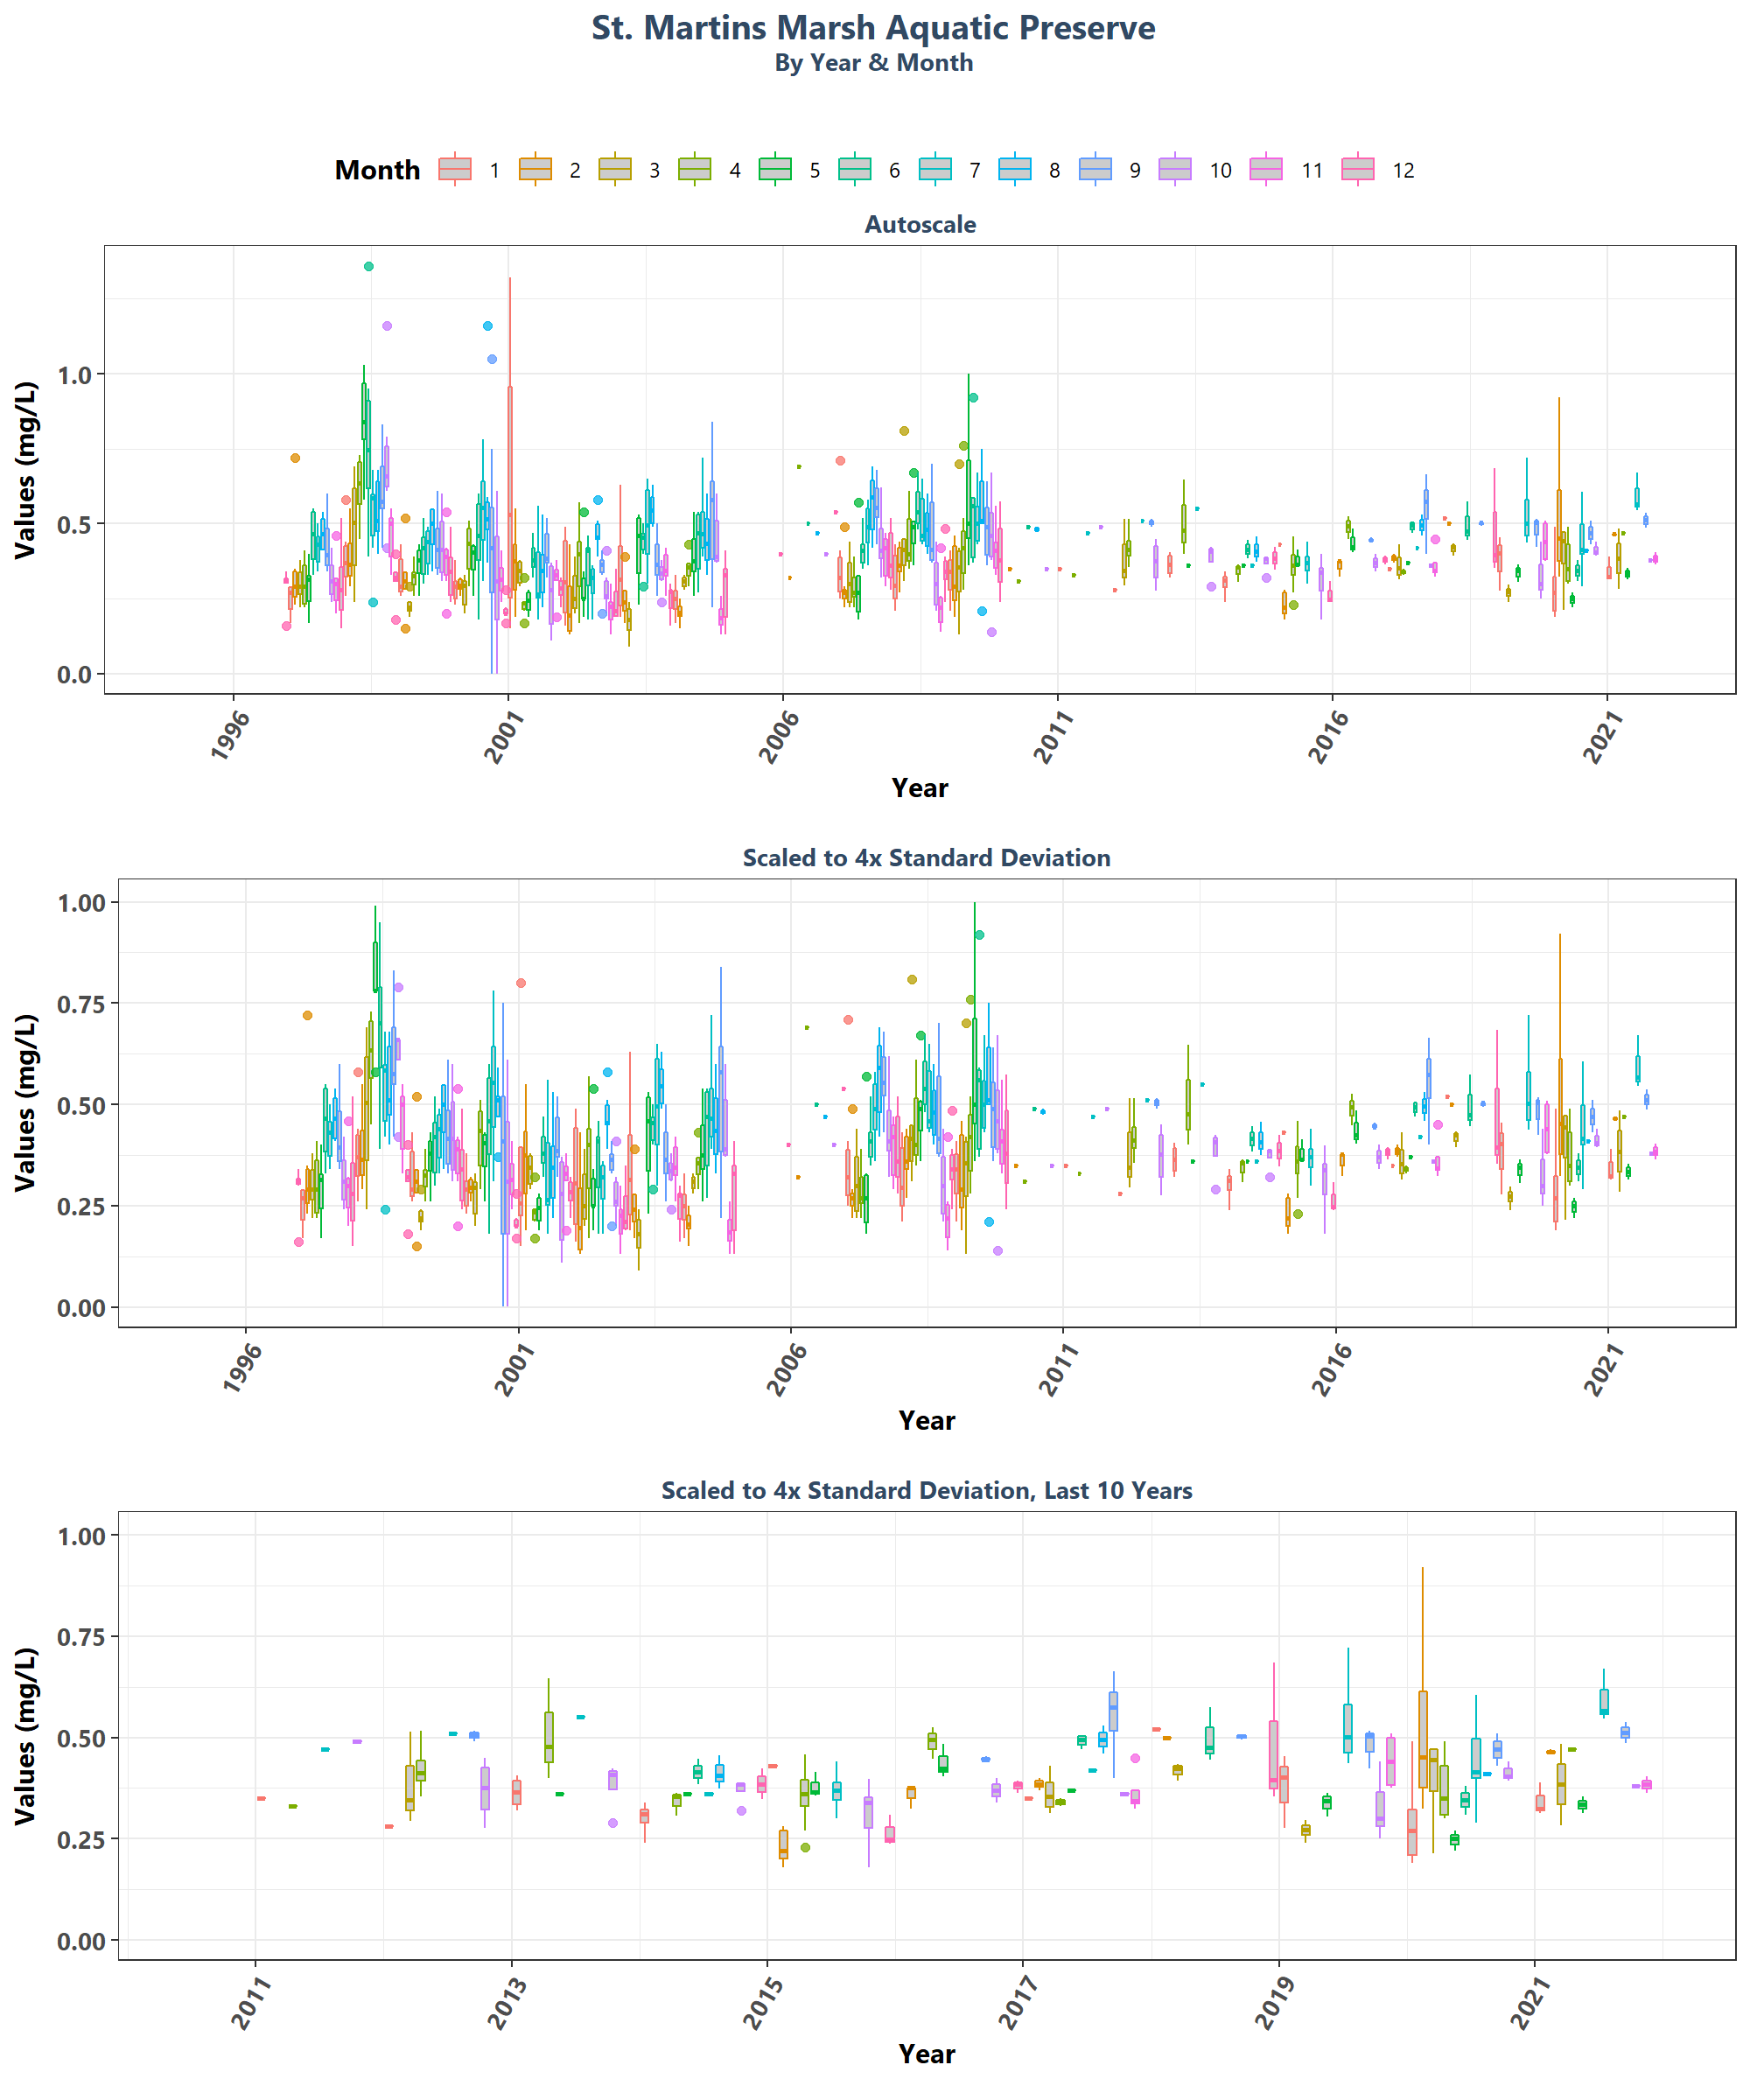 St. Martins Marsh Aquatic Preserve
By Year & Month
Month 1 2 3 4 5 6 7 8 9 10 11 12
Autoscale
Values (mg/L)
1.0
0.5
0.0
1996 2001 2006 2011 2016 2021
Year
Scaled to 4x Standard Deviation
Values (mg/L)
1.00
0.75
0.50
0.25
0.00
1996 2001 2006 2011 2016 2021
Year
Scaled to 4x Standard Deviation, Last 10 Years
Values (mg/L)
1.00
0.75
0.50
0.25
0.00
2011 2013 2015 2017 2019 2021
Year